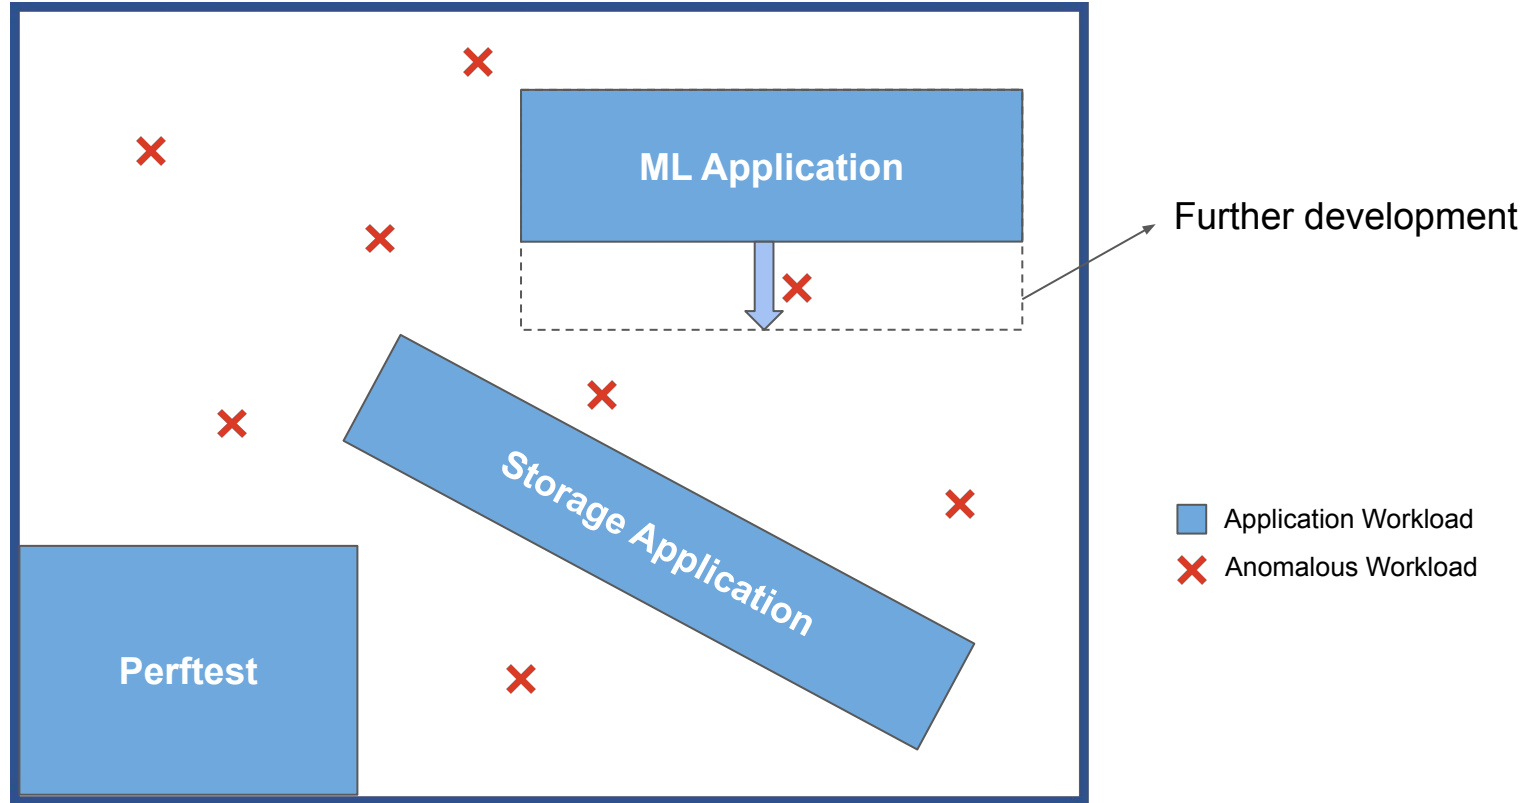 ML Application
Further development
Storage Application
Application Workload
Anomalous Workload
Perftest